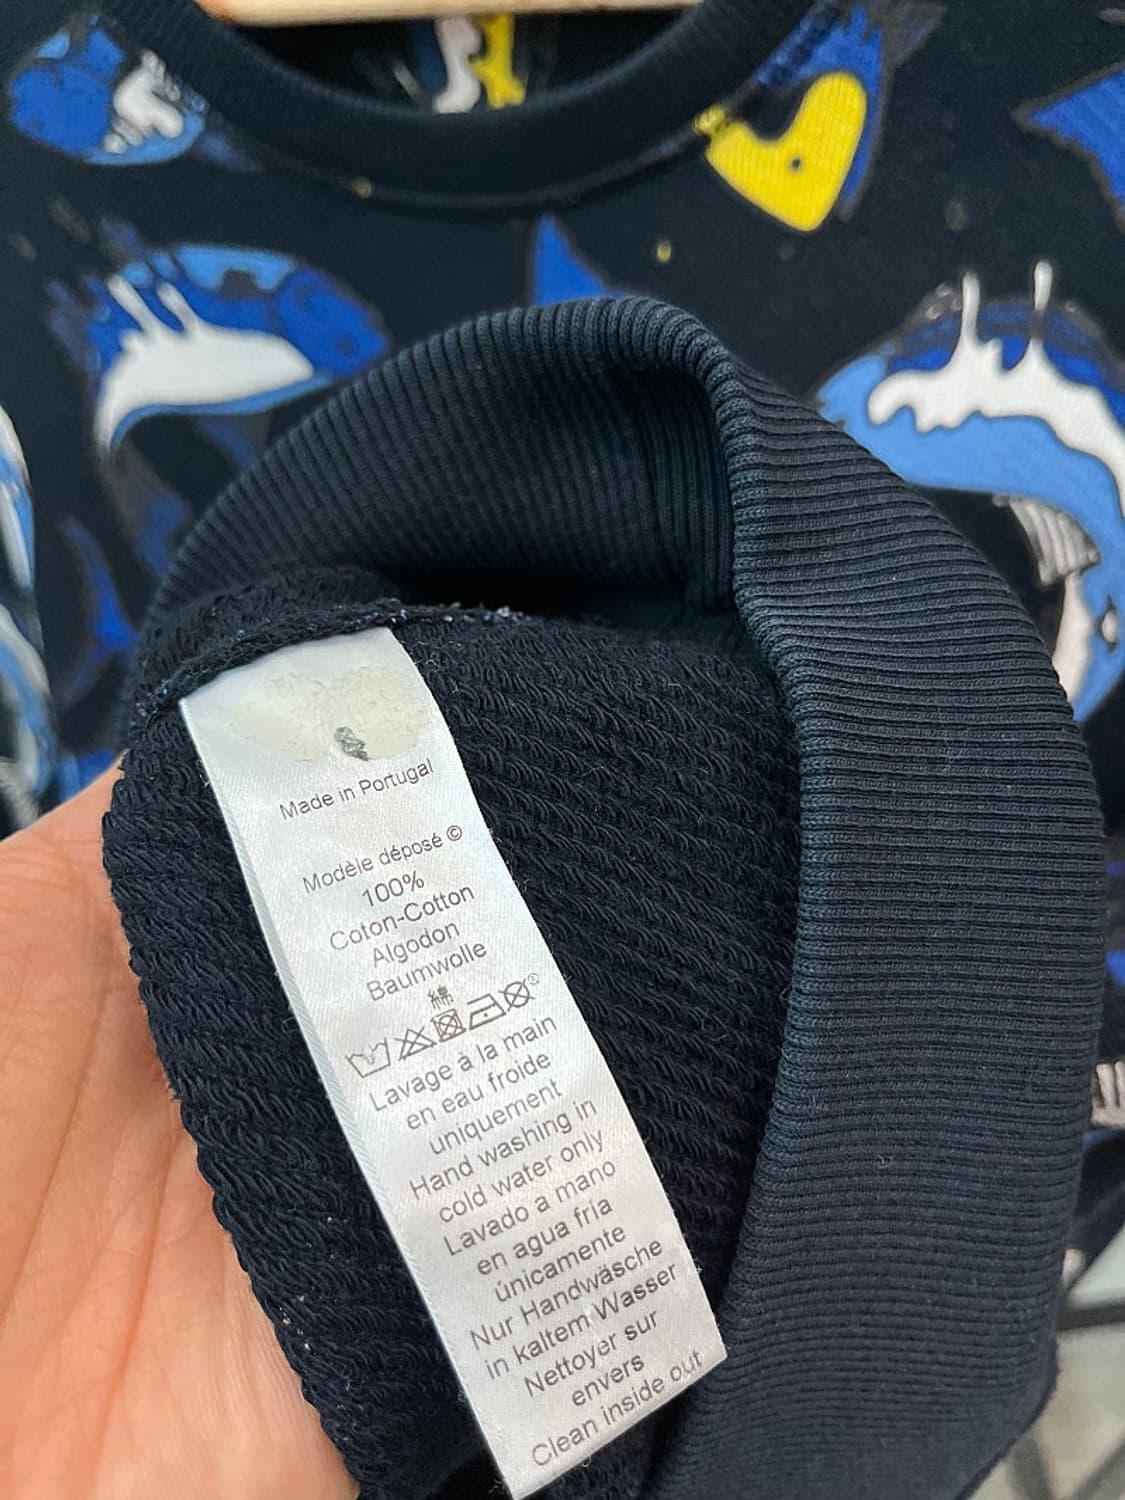 Made in Portugal
Modèle déposé ©
100%
Coton-Cotton
Algodon
Baumwolle
綿
Lavage à la main
en eau froide
uniquement
Hand washing in
cold water only
Lavado a mano
en agua fría
únicamente
Nur Handwäsche
in kaltem Wasser
Nettoyer sur
envers
Clean inside out